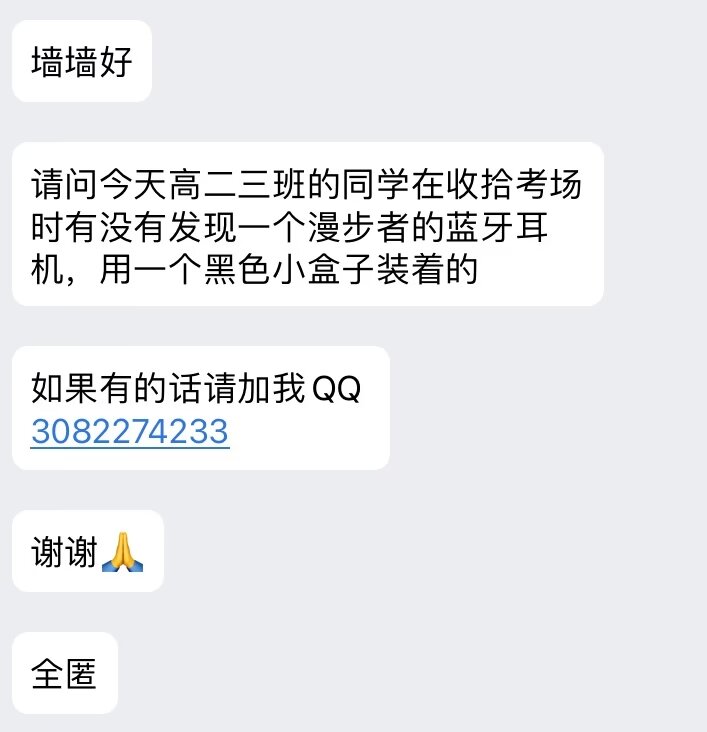 墙墙好
请问今天高二三班的同学在收拾考场
时有没有发现一个漫步者的蓝牙耳
机，用一个黑色小盒子装着的
如果有的话请加我QQ
3082274233
谢谢🙏
全匿